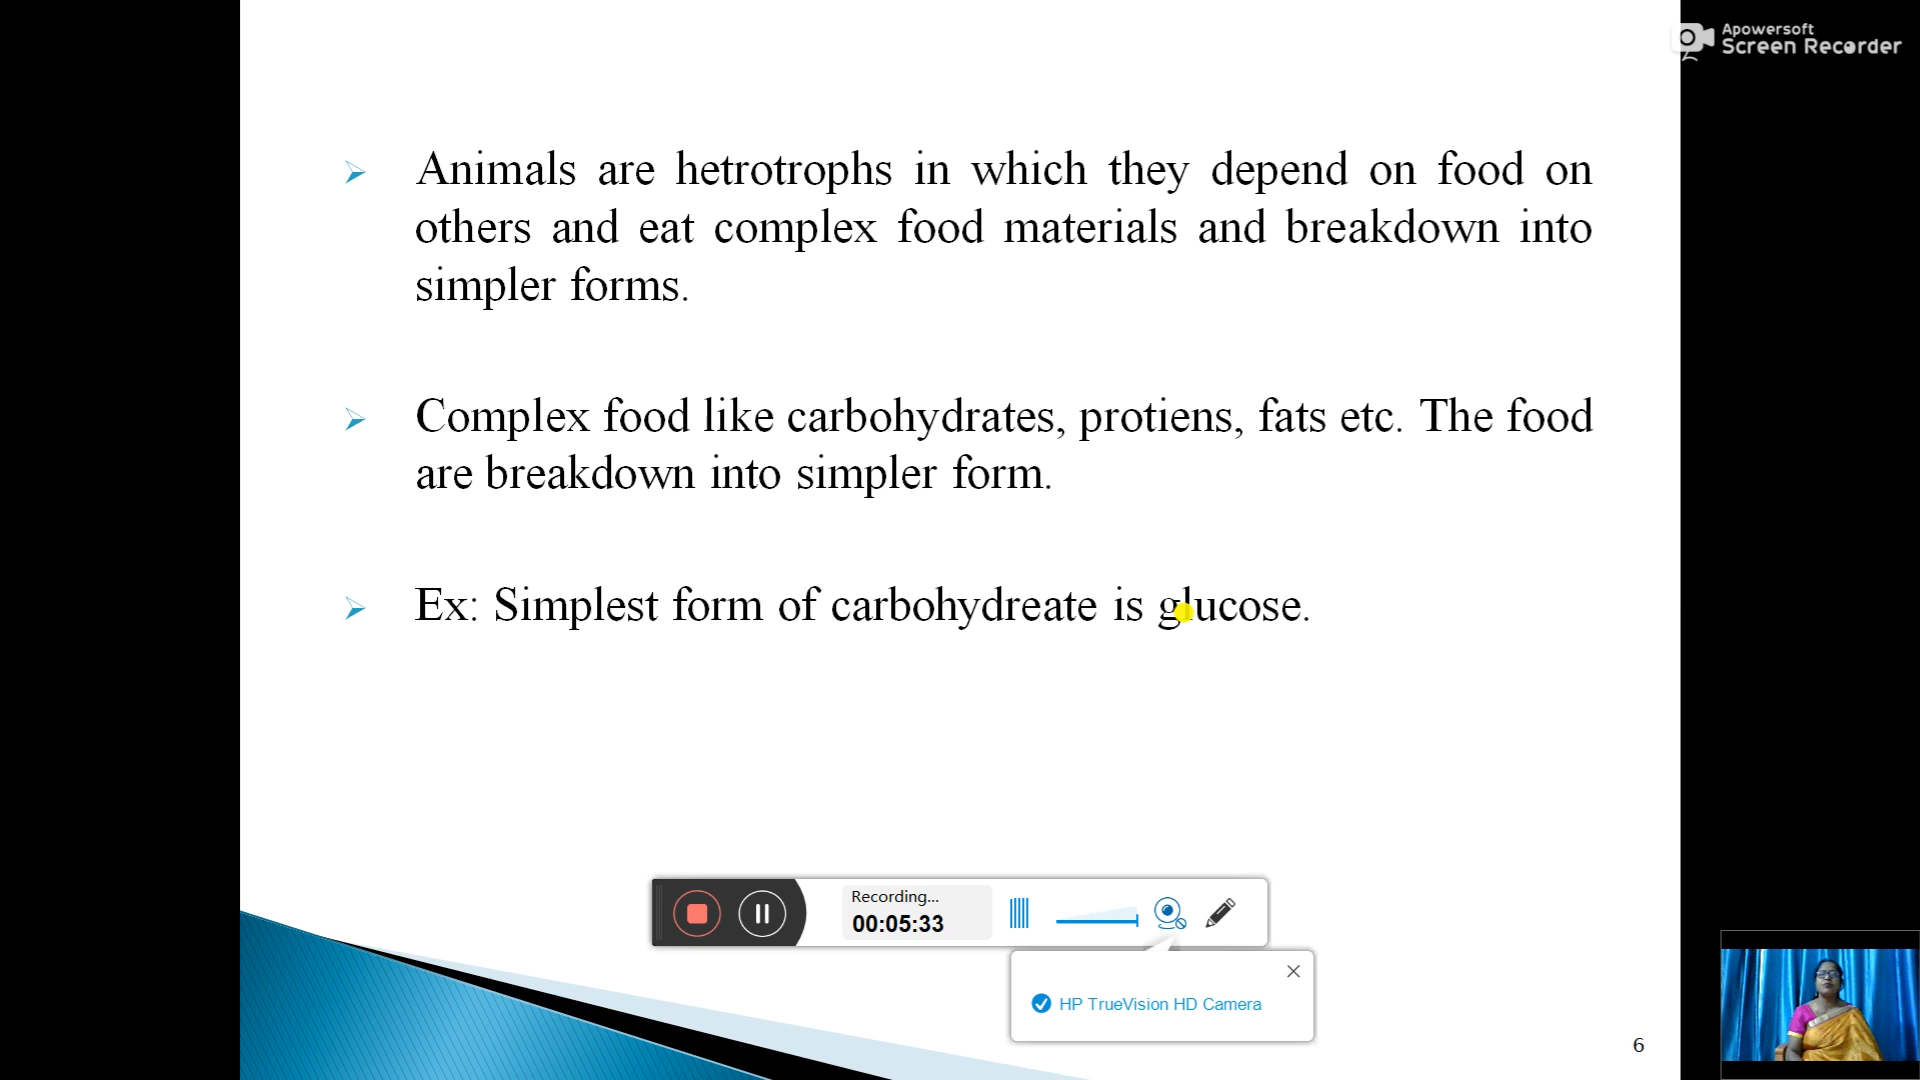 Apowersoft
Screen Recorder
Animals are hetrotrophs in which they depend on food on
others and eat complex food materials and breakdown into
simpler forms.
Complex food like carbohydrates, protiens, fats etc. The food
are breakdown into simpler form.
Ex: Simplest form of carbohydreate is glucose.
Recording...
00:05:33
HP TrueVision HD Camera
6